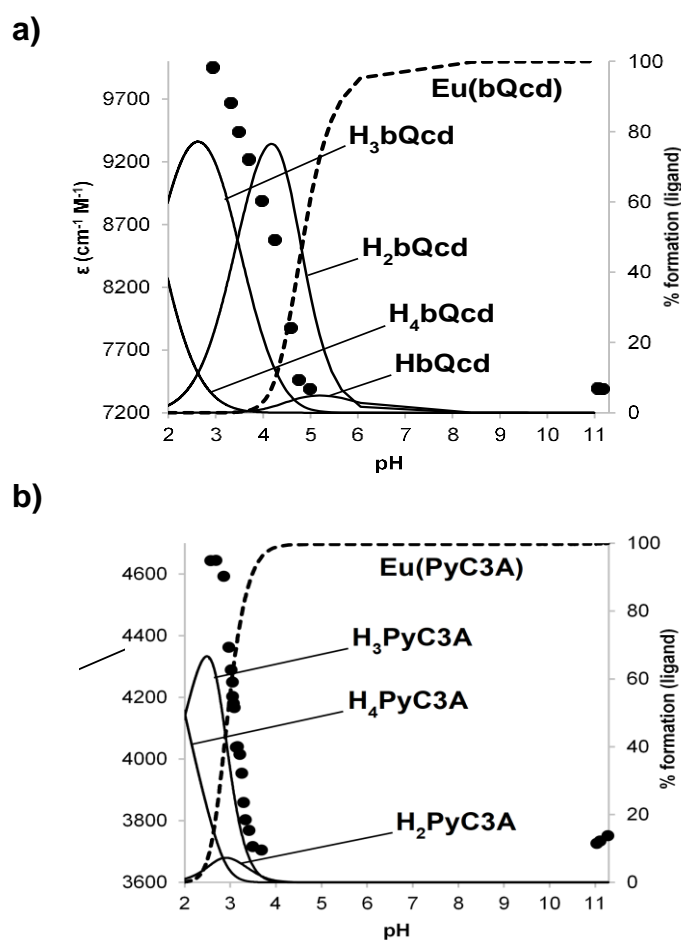 a)
100
9700
Eu(bQcd)
80
H3bQcd
9200
60
ε (cm-1 M-1)
8700
H2bQcd
% formation (ligand)
40
8200
H4bQcd
20
7700
HbQcd
7200
0
2 3 4 5 6 7 8 9 10 11
pH
b)
100
4600
Eu(PyC3A)
80
4400
H3PyC3A
60
4200
H4PyC3A
% formation (ligand)
40
4000
20
3800
H2PyC3A
3600
0
2 3 4 5 6 7 8 9 10 11
pH